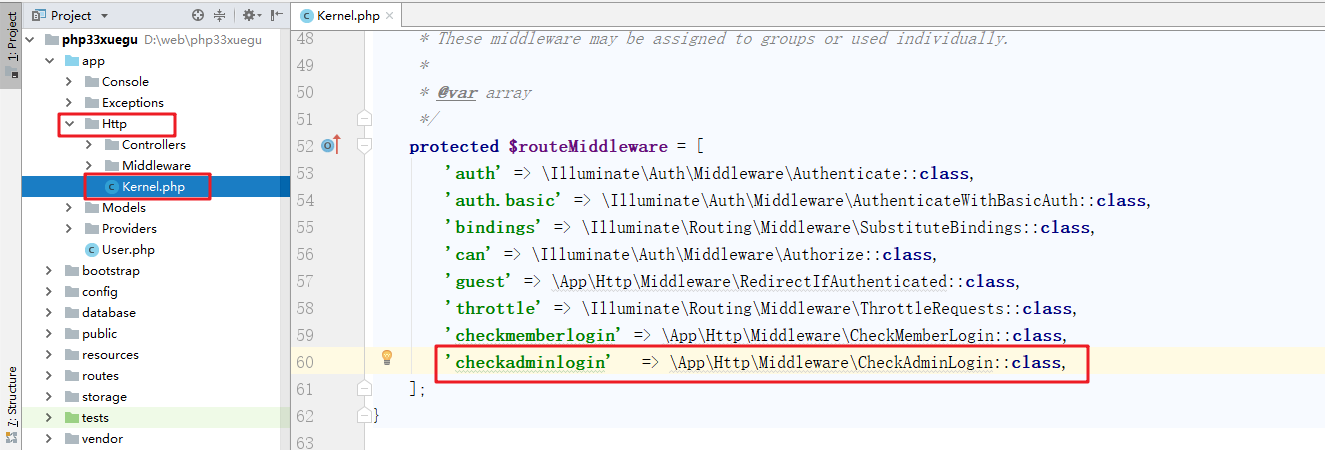 1: Project
7: Structure
Project
php33xuegu D:\web\php33xuegu
app
Console
Exceptions
Http
Controllers
Middleware
Kernel.php
Models
Providers
User.php
bootstrap
config
database
public
resources
routes
storage
tests
vendor
Kernel.php
48 * These middleware may be assigned to groups or used individually.
49 *
50 * @var array
51 */
52 protected $routeMiddleware = [
53 'auth' => \Illuminate\Auth\Middleware\Authenticate::class,
54 'auth.basic' => \Illuminate\Auth\Middleware\AuthenticateWithBasicAuth::class,
55 'bindings' => \Illuminate\Routing\Middleware\SubstituteBindings::class,
56 'can' => \Illuminate\Auth\Middleware\Authorize::class,
57 'guest' => \App\Http\Middleware\RedirectIfAuthenticated::class,
58 'throttle' => \Illuminate\Routing\Middleware\ThrottleRequests::class,
59 'checkmemberlogin' => \App\Http\Middleware\CheckMemberLogin::class,
60 'checkadminlogin' => \App\Http\Middleware\CheckAdminLogin::class,
61 ];
62 }
63